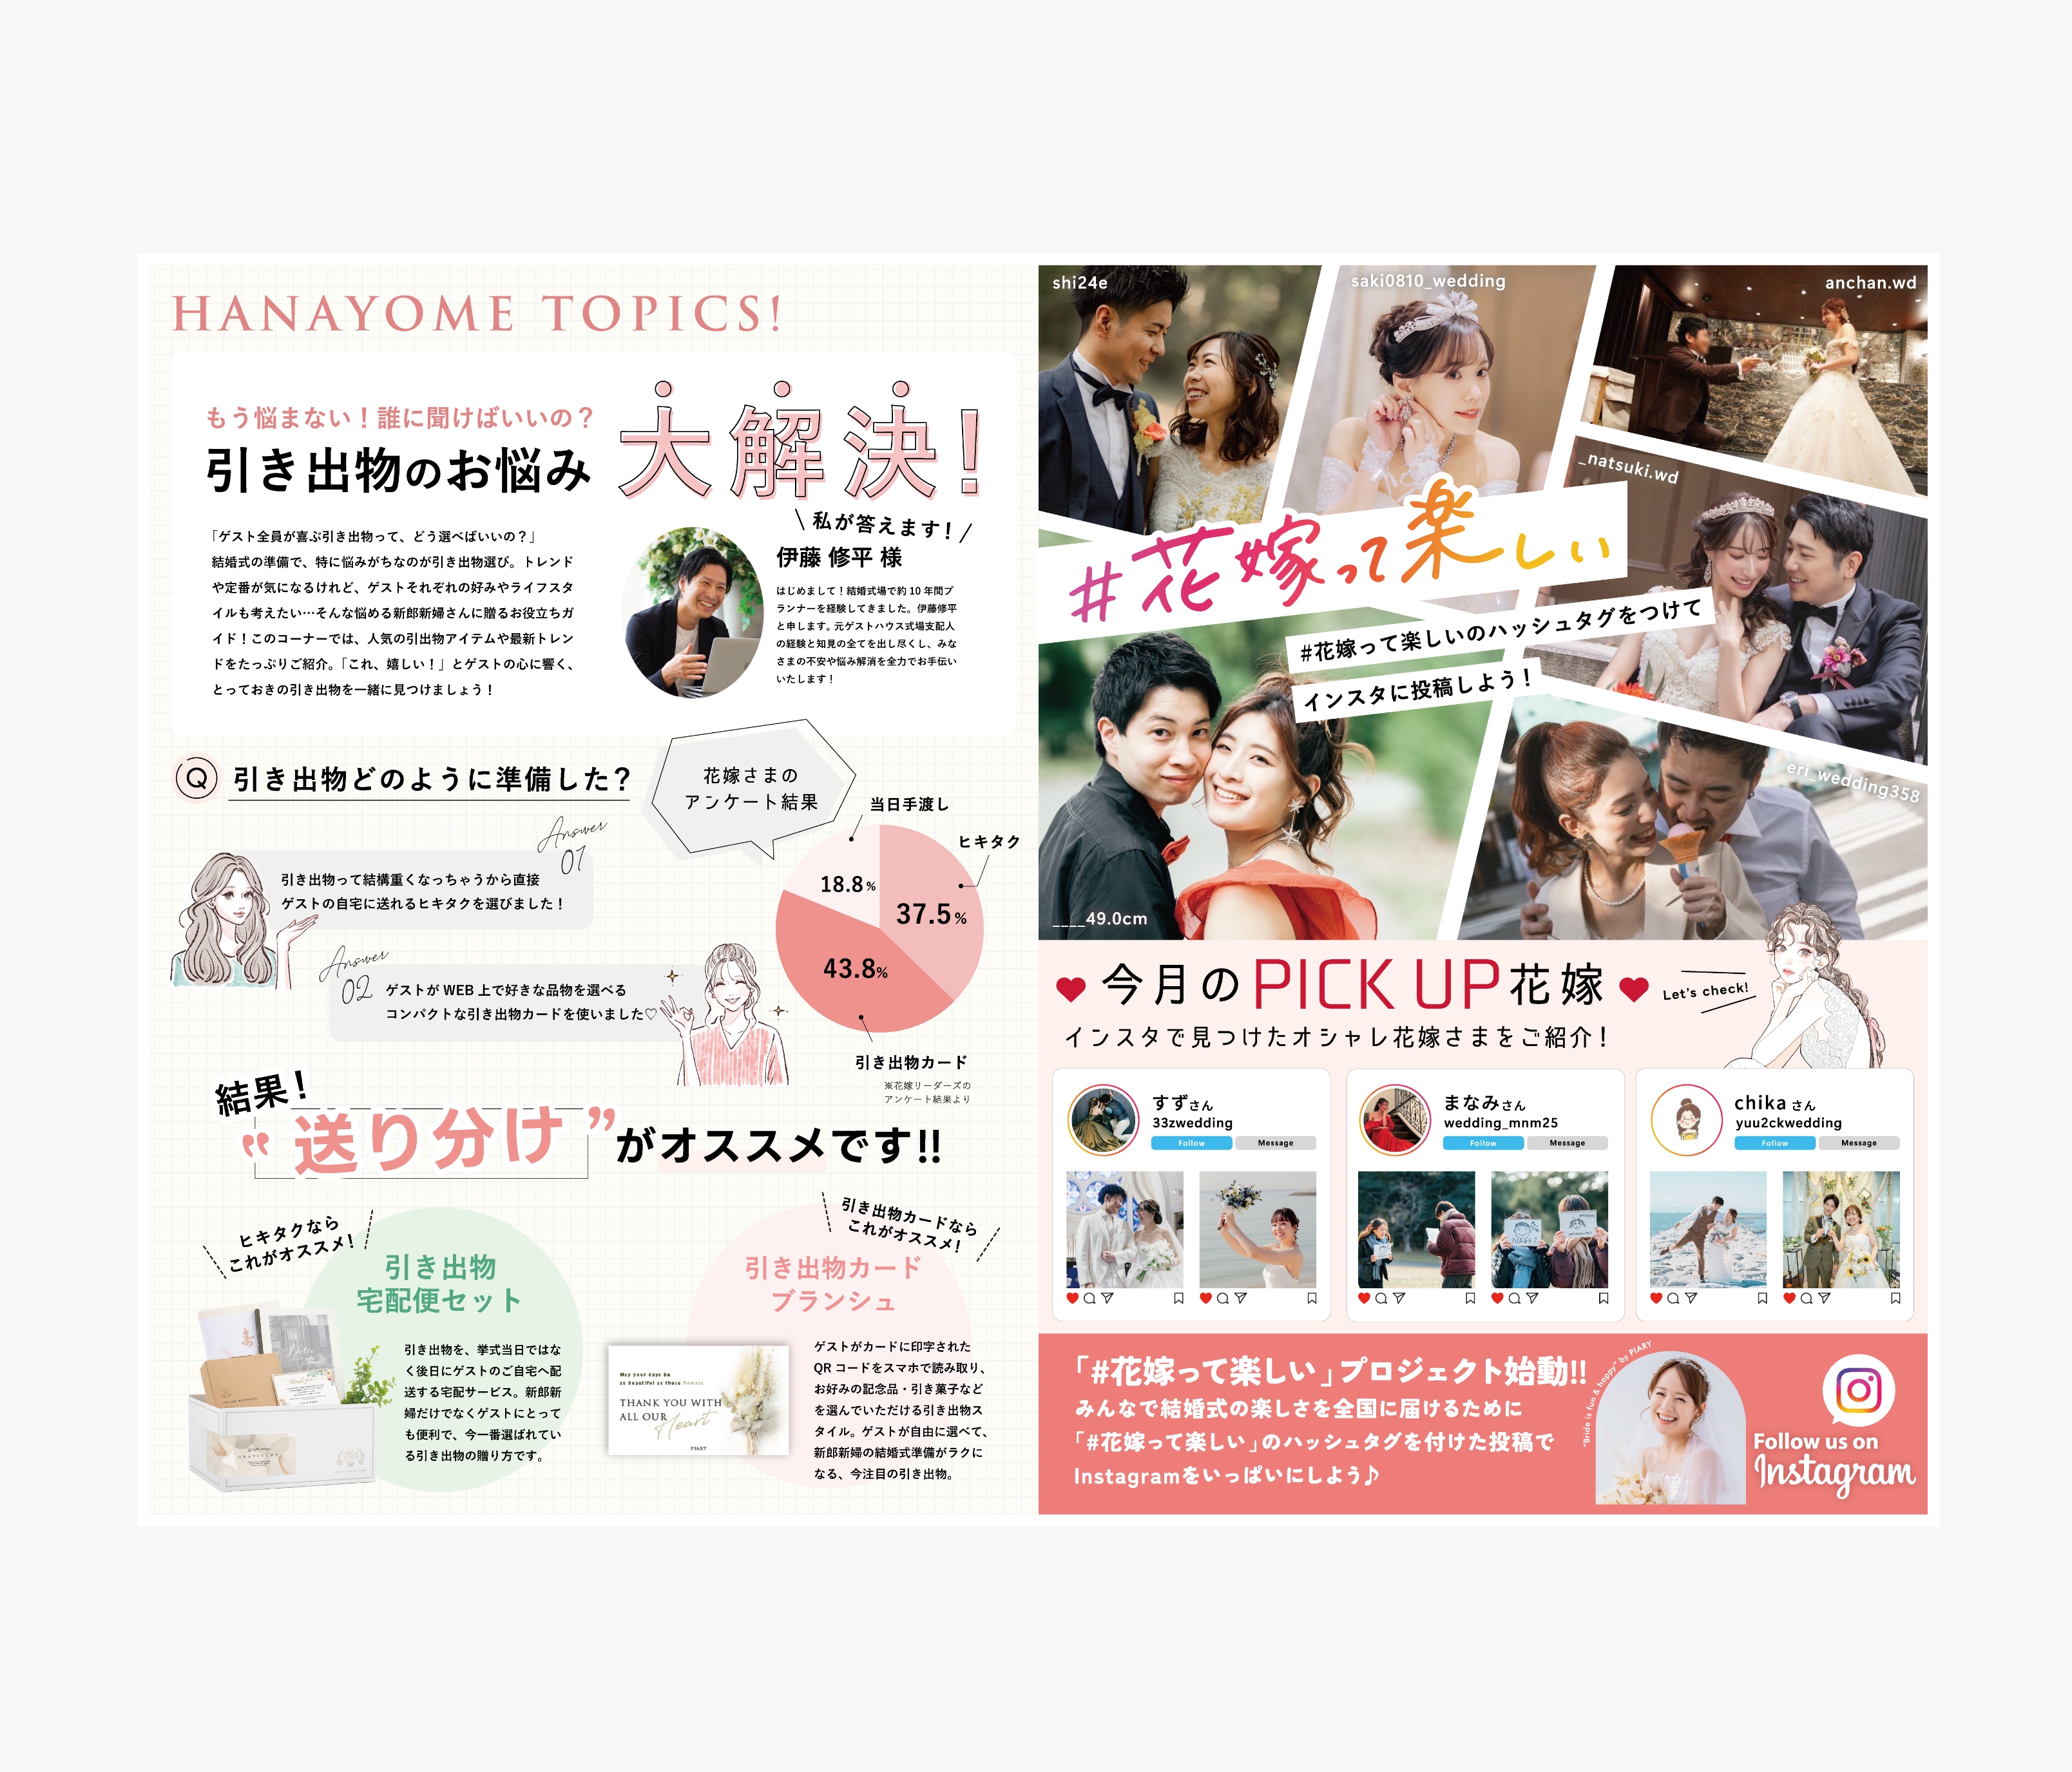 HANAYOME TOPICS!
もう悩まない！誰に聞けばいいの？
引き出物のお悩み
大解決！
「ゲスト全員が喜ぶ引き出物って、どう選べばいいの？」
結婚式の準備で、特に悩みがちなのが引き出物選び。トレンド
や定番が気になるけれど、ゲストそれぞれの好みやライフスタ
イルも考えたい…そんな悩める新郎新婦さんに贈るお役立ちガ
イド！このコーナーでは、人気の引出物アイテムや最新トレン
ドをたっぷりご紹介。「これ、嬉しい！」とゲストの心に響く、
とっておきの引き出物を一緒に見つけましょう！
私が答えます！
伊藤 修平 様
はじめまして！結婚式場で約 10 年間プ
ランナーを経験してきました。伊藤修平
と申します。元ゲストハウス式場支配人
の経験と知見の全てを出し尽くし、みな
さまの不安や悩み解消を全力でお手伝い
いたします！
Q 引き出物どのように準備した？
花嫁さまの
アンケート結果
Answer
01
引き出物って結構重くなっちゃうから直接
ゲストの自宅に送れるヒキタクを選びました！
Answer
02
ゲストが WEB 上で好きな品物を選べる
コンパクトな引き出物カードを使いました♡
当日手渡し
18.8%
ヒキタク
37.5%
43.8%
引き出物カード
※花嫁リーダーズの
アンケート結果より
結果！
“送り分け”がオススメです!!
ヒキタクなら
これがオススメ！
引き出物
宅配便セット
引き出物を、挙式当日ではな
く後日にゲストのご自宅へ配
送する宅配サービス。新郎新
婦だけでなくゲストにとって
も便利で、今一番選ばれてい
る引き出物の贈り方です。
寿
引き出物カードなら
これがオススメ！
引き出物カード
ブランシュ
May your days be
as beautiful as these flowers
THANK YOU WITH
ALL OUR Heart
PIARY
ゲストがカードに印字された
QR コードをスマホで読み取り、
お好みの記念品・引き菓子など
を選んでいただける引き出物ス
タイル。ゲストが自由に選べて、
新郎新婦の結婚式準備がラクに
なる、今注目の引き出物。
shi24e
saki0810_wedding
anchan.wd
_natsuki.wd
#花嫁って楽しい
#花嫁って楽しいのハッシュタグをつけて
インスタに投稿しよう！
eri_wedding358
____49.0cm
今月のPICK UP花嫁
Let's check!
インスタで見つけたオシャレ花嫁さまをご紹介！
すずさん
33zwedding
Follow Message
まなみさん
wedding_mnm25
Follow Message
chika さん
yuu2ckwedding
Follow Message
「#花嫁って楽しい」プロジェクト始動!!
みんなで結婚式の楽しさを全国に届けるために
「#花嫁って楽しい」のハッシュタグを付けた投稿で
Instagramをいっぱいにしよう♪
"Bride is fun & happy" by PIARY
Follow us on
Instagram